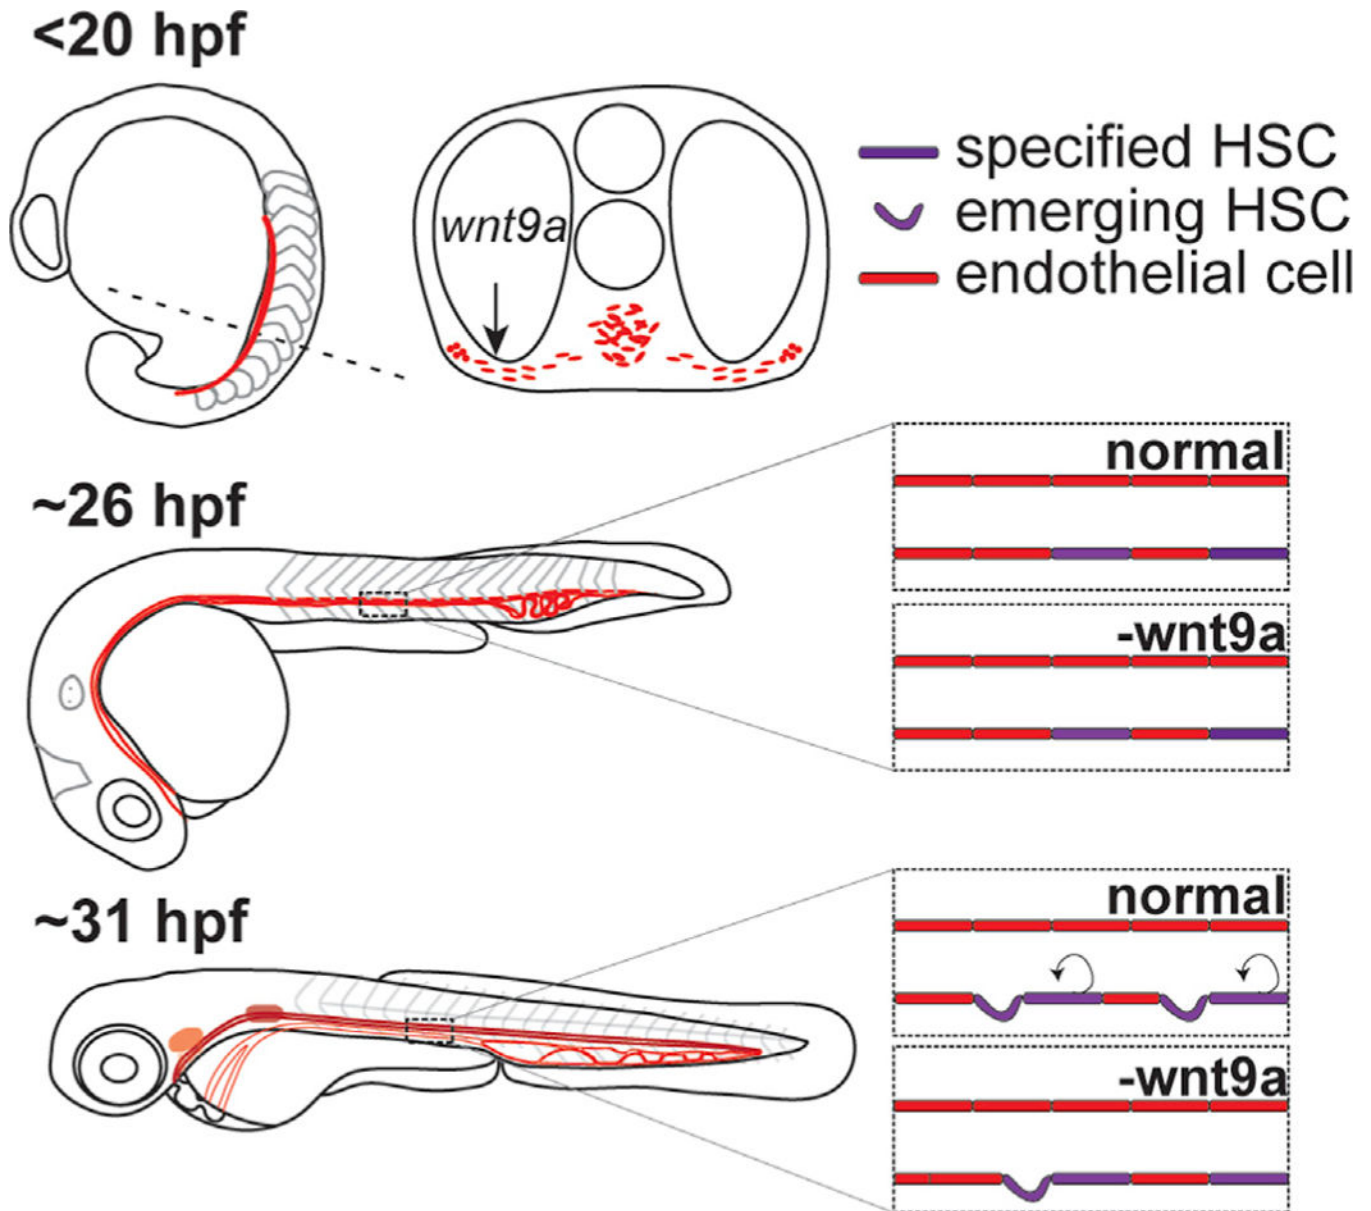 <20 hpf
wnt9a
specified HSC
emerging HSC
endothelial cell
~26 hpf
normal
-wnt9a
~31 hpf
normal
-wnt9a